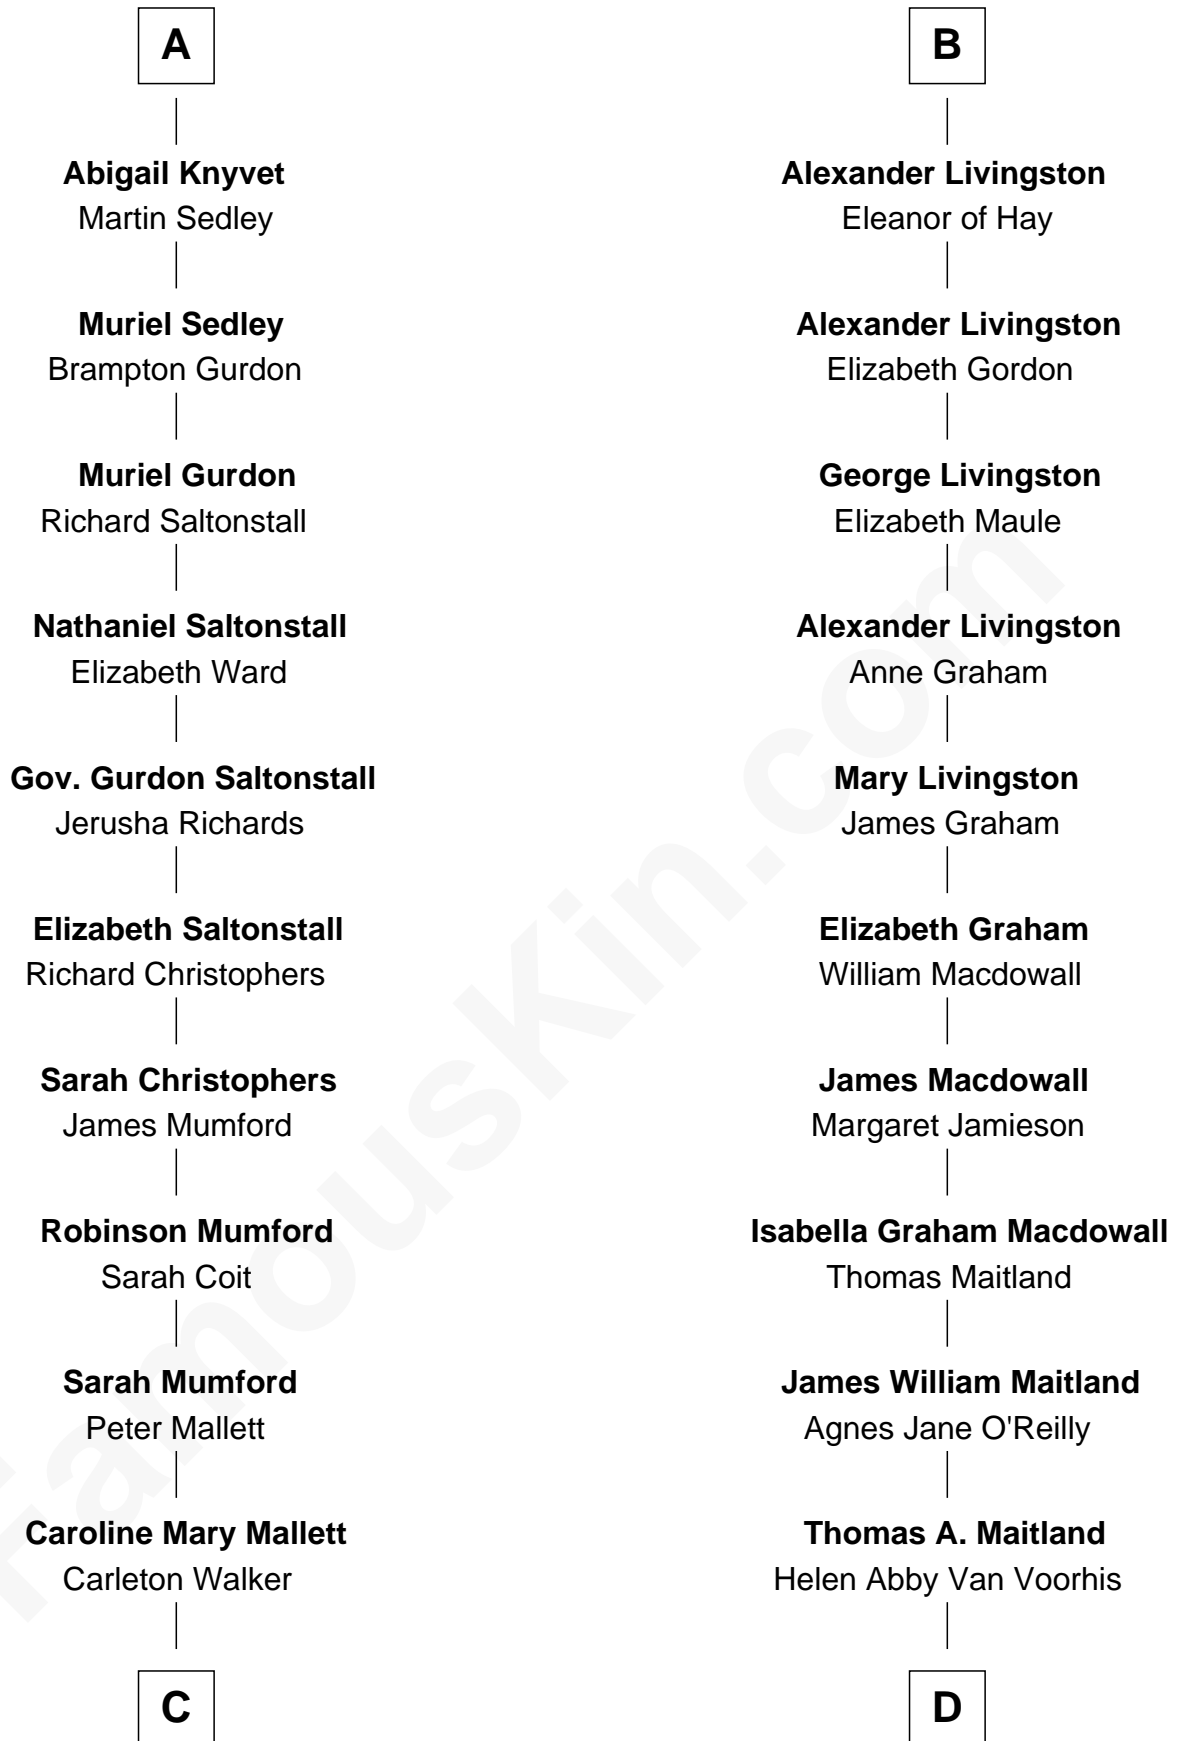 A
Abigail Knyvet
Martin Sedley
Muriel Sedley
Brampton Gurdon
Muriel Gurdon
Richard Saltonstall
Nathaniel Saltonstall
Elizabeth Ward
Gov. Gurdon Saltonstall
Jerusha Richards
Elizabeth Saltonstall
Richard Christophers
Sarah Christophers
James Mumford
Robinson Mumford
Sarah Coit
Sarah Mumford
Peter Mallett
Caroline Mary Mallett
Carleton Walker
C
B
Alexander Livingston
Eleanor of Hay
Alexander Livingston
Elizabeth Gordon
George Livingston
Elizabeth Maule
Alexander Livingston
Anne Graham
Mary Livingston
James Graham
Elizabeth Graham
William Macdowall
James Macdowall
Margaret Jamieson
Isabella Graham Macdowall
Thomas Maitland
James William Maitland
Agnes Jane O'Reilly
Thomas A. Maitland
Helen Abby Van Voorhis
D
FamousKin.com